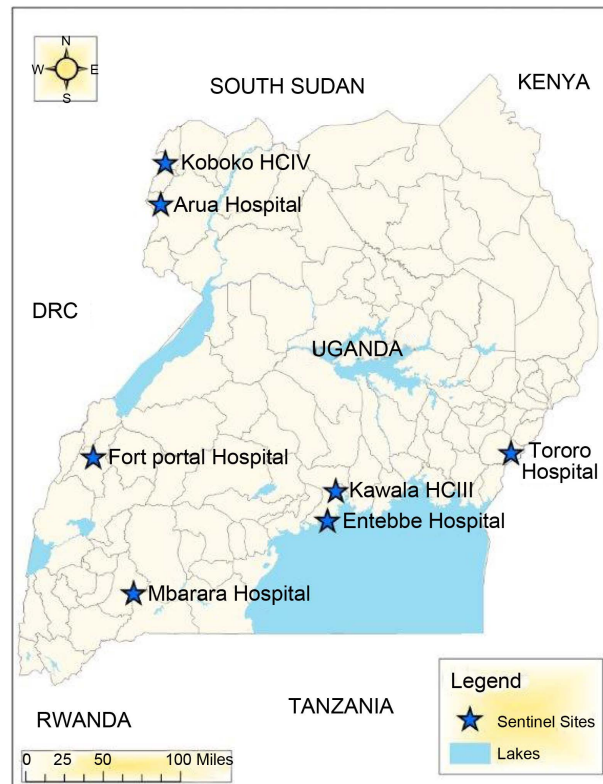 N
W E
S
SOUTH SUDAN
KENYA
Koboko HCIV
Arua Hospital
DRC
UGANDA
Fort portal Hospital
Tororo
Hospital
Kawala HCIII
Entebbe Hospital
Mbarara Hospital
TANZANIA
RWANDA
Legend
Sentinel Sites
Lakes
0 25 50 100 Miles